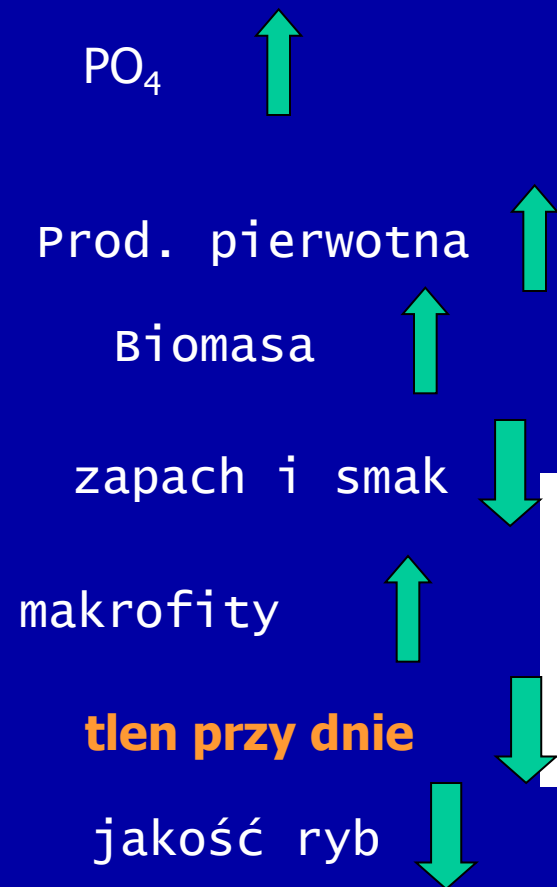 PO₄
Prod. pierwotna
Biomasa
zapach i smak
makrofity
tlen przy dnie
jakość ryb